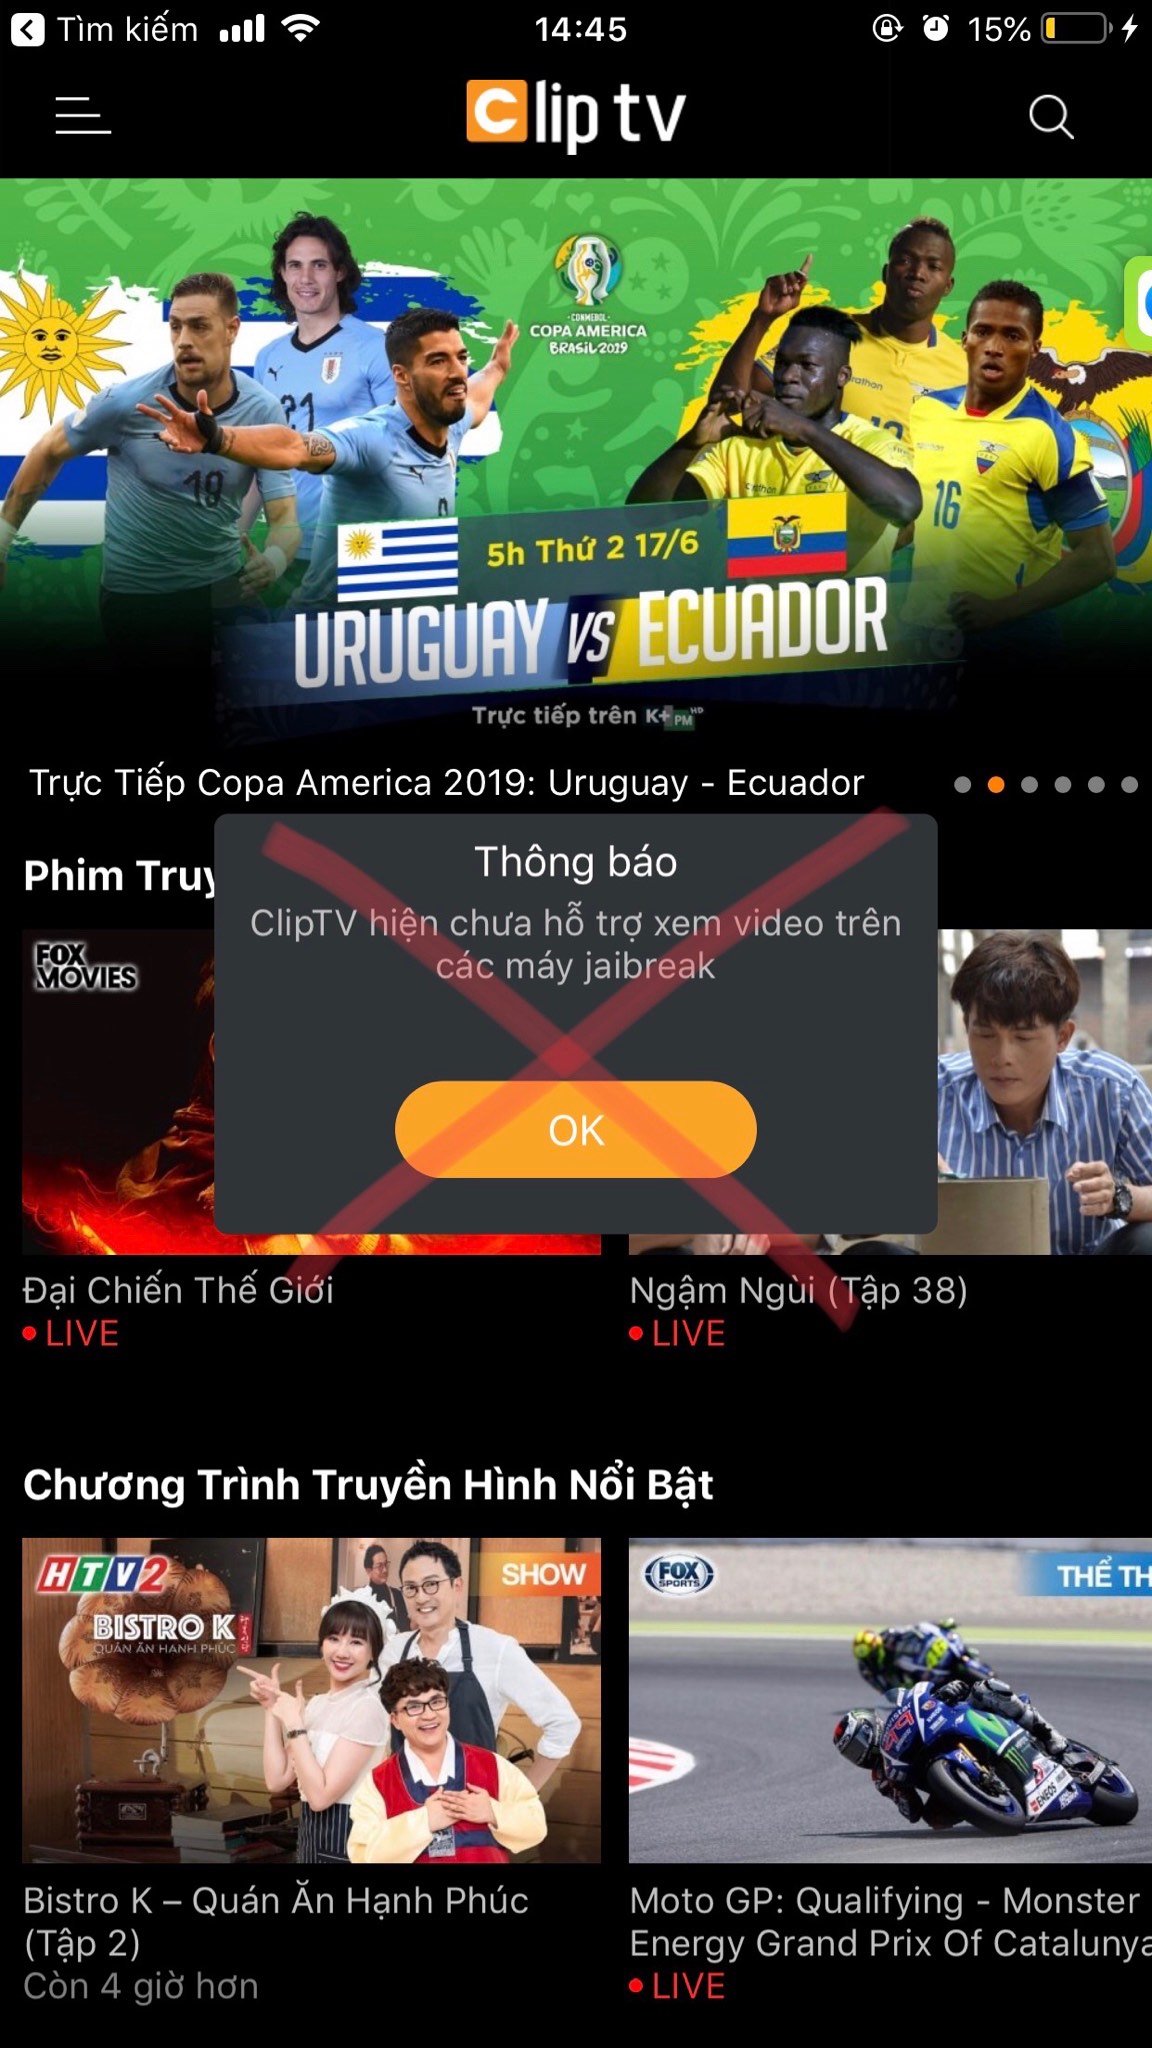 Tìm kiếm 14:45 15%
Clip tv
CONMEBOL
COPA AMERICA
BRASIL 2019
21
18
16
5h Thứ 2 17/6
URUGUAY VS ECUADOR
Trực tiếp trên K+ PM HD
Trực Tiếp Copa America 2019: Uruguay - Ecuador
Phim Truy
Thông báo
ClipTV hiện chưa hỗ trợ xem video trên
các máy jaibreak
OK
FOX
MOVIES
Đại Chiến Thế Giới
LIVE
Ngậm Ngùi (Tập 38)
LIVE
Chương Trình Truyền Hình Nổi Bật
HTV2
SHOW
BISTRO K
QUÁN ĂN HẠNH PHÚC
FOX
SPORTS
THỂ TH
Bistro K – Quán Ăn Hạnh Phúc
(Tập 2)
Còn 4 giờ hơn
Moto GP: Qualifying - Monster
Energy Grand Prix Of Catalunya
LIVE